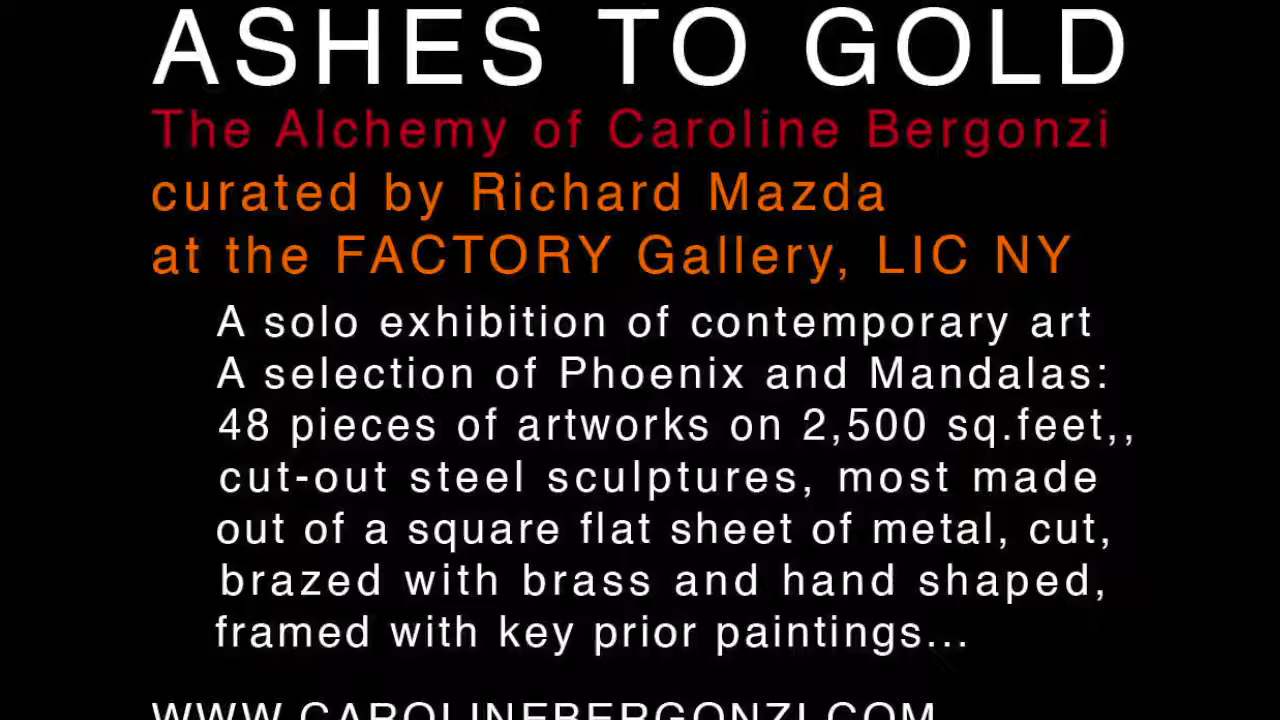 ASHES TO GOLD
The Alchemy of Caroline Bergonzi
curated by Richard Mazda
at the FACTORY Gallery, LIC NY
A solo exhibition of contemporary art
A selection of Phoenix and Mandalas:
48 pieces of artworks on 2,500 sq.feet,,
cut-out steel sculptures, most made
out of a square flat sheet of metal, cut,
brazed with brass and hand shaped,
framed with key prior paintings...
WWW.CAROLINEBERGONZI.COM